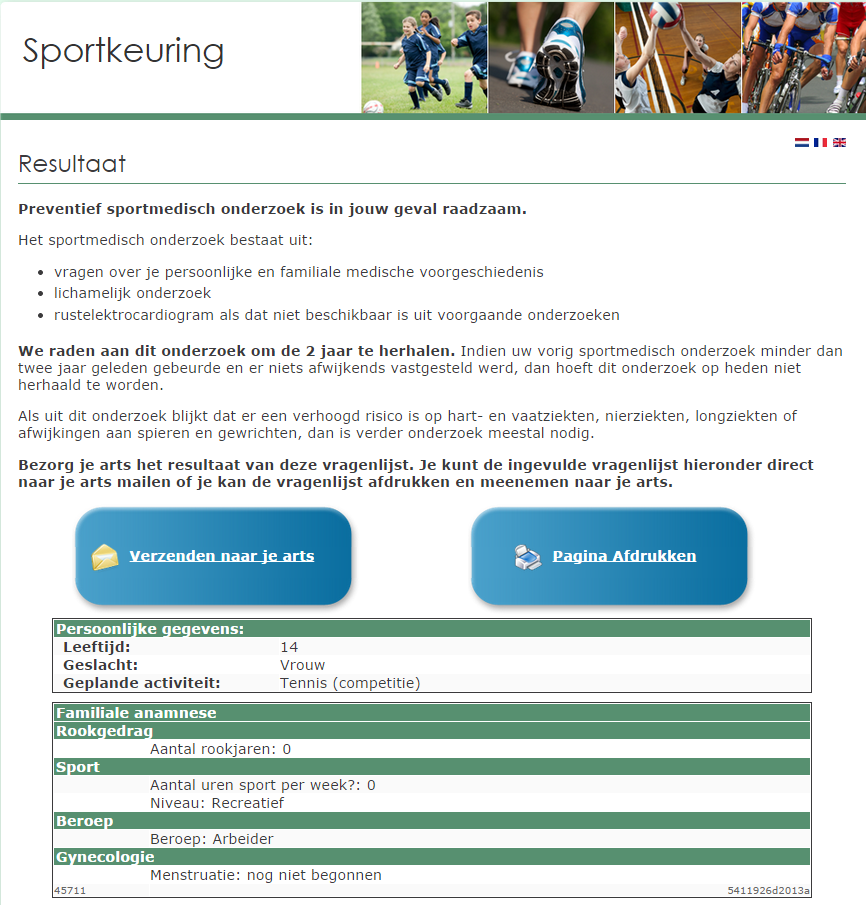 Sportkeuring
Resultaat
Preventief sportmedisch onderzoek is in jouw geval raadzaam.
Het sportmedisch onderzoek bestaat uit:
• vragen over je persoonlijke en familiale medische voorgeschiedenis
• lichamelijk onderzoek
• rustelektrocardiogram als dat niet beschikbaar is uit voorgaande onderzoeken
We raden aan dit onderzoek om de 2 jaar te herhalen. Indien uw vorig sportmedisch onderzoek minder dan
twee jaar geleden gebeurde en er niets afwijkends vastgesteld werd, dan hoeft dit onderzoek op heden niet
herhaald te worden.
Als uit dit onderzoek blijkt dat er een verhoogd risico is op hart- en vaatziekten, nierziekten, longziekten of
afwijkingen aan spieren en gewrichten, dan is verder onderzoek meestal nodig.
Bezorg je arts het resultaat van deze vragenlijst. Je kunt de ingevulde vragenlijst hieronder direct
naar je arts mailen of je kan de vragenlijst afdrukken en meenemen naar je arts.
Verzenden naar je arts
Pagina Afdrukken
Persoonlijke gegevens:
Leeftijd: 14
Geslacht: Vrouw
Geplande activiteit: Tennis (competitie)
Familiale anamnese
Rookgedrag
Aantal rookjaren: 0
Sport
Aantal uren sport per week?: 0
Niveau: Recreatief
Beroep
Beroep: Arbeider
Gynecologie
Menstruatie: nog niet begonnen
45711 5411926d2013a